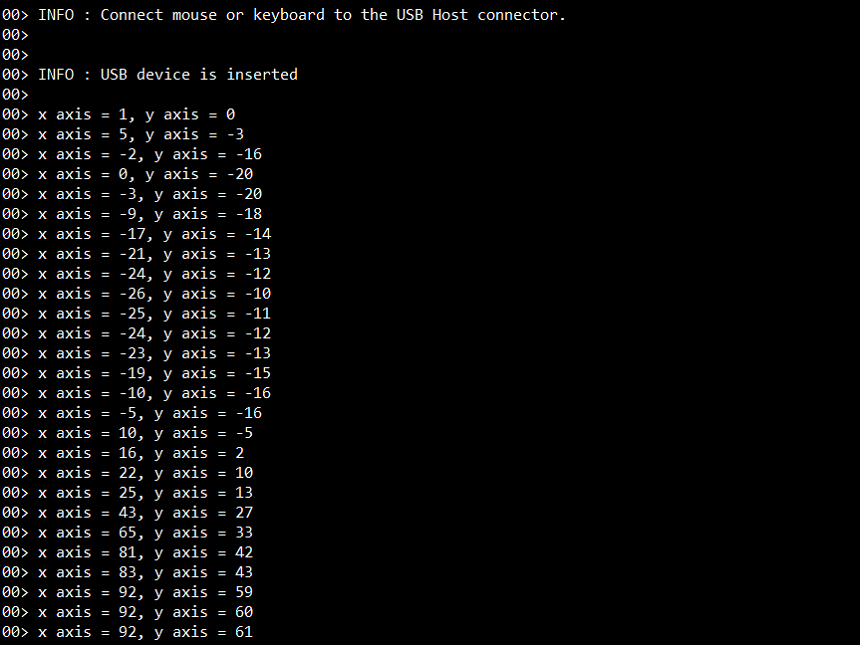 00> INFO : Connect mouse or keyboard to the USB Host connector.
00>
00>
00> INFO : USB device is inserted
00>
00> x axis = 1, y axis = 0
00> x axis = 5, y axis = -3
00> x axis = -2, y axis = -16
00> x axis = 0, y axis = -20
00> x axis = -3, y axis = -20
00> x axis = -9, y axis = -18
00> x axis = -17, y axis = -14
00> x axis = -21, y axis = -13
00> x axis = -24, y axis = -12
00> x axis = -26, y axis = -10
00> x axis = -25, y axis = -11
00> x axis = -24, y axis = -12
00> x axis = -23, y axis = -13
00> x axis = -19, y axis = -15
00> x axis = -10, y axis = -16
00> x axis = -5, y axis = -16
00> x axis = 10, y axis = -5
00> x axis = 16, y axis = 2
00> x axis = 22, y axis = 10
00> x axis = 25, y axis = 13
00> x axis = 43, y axis = 27
00> x axis = 65, y axis = 33
00> x axis = 81, y axis = 42
00> x axis = 83, y axis = 43
00> x axis = 92, y axis = 59
00> x axis = 92, y axis = 60
00> x axis = 92, y axis = 61